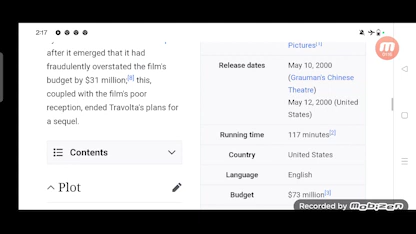 2:17
after it emerged that it had
fraudulently overstated the film's
budget by $31 million;[8] this,
coupled with the film's poor
reception, ended Travolta's plans for
a sequel.
Contents
Plot
Pictures[1]
Release dates May 10, 2000
(Grauman's Chinese
Theatre)
May 12, 2000 (United
States)
Running time 117 minutes[2]
Country United States
Language English
Budget $73 million[3]
Recorded by Mobizen